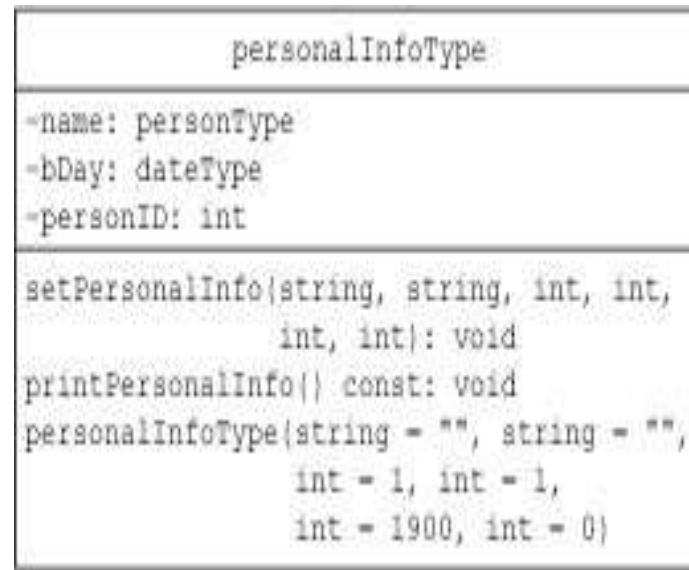 personalInfoType
-name: personType
-bDay: dateType
-personID: int
setPersonalInfo(string, string, int, int,
int, int): void
printPersonalInfo() const: void
personalInfoType(string = "", string = "",
int = 1, int = 1,
int = 1900, int = 0)